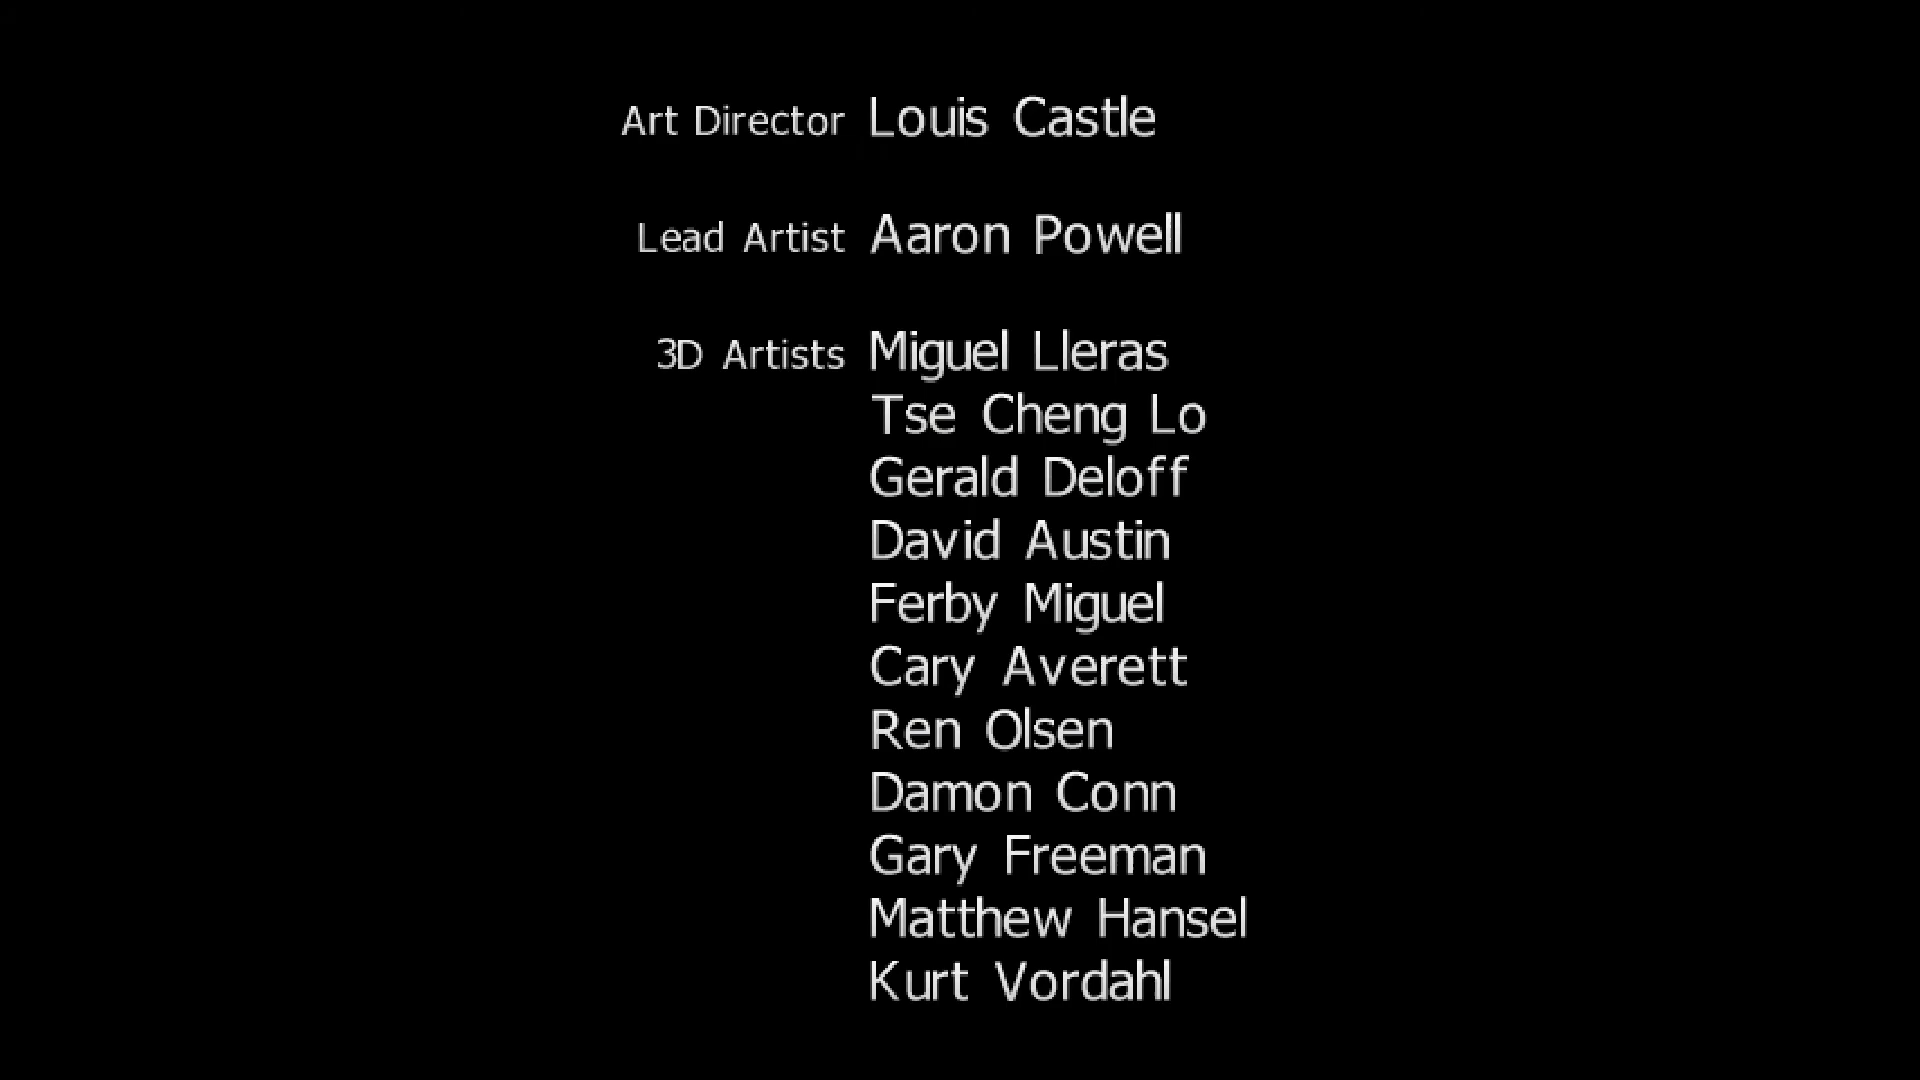 Art Director Louis Castle
Lead Artist Aaron Powell
3D Artists Miguel Lleras
Tse Cheng Lo
Gerald Deloff
David Austin
Ferby Miguel
Cary Averett
Ren Olsen
Damon Conn
Gary Freeman
Matthew Hansel
Kurt Vordahl